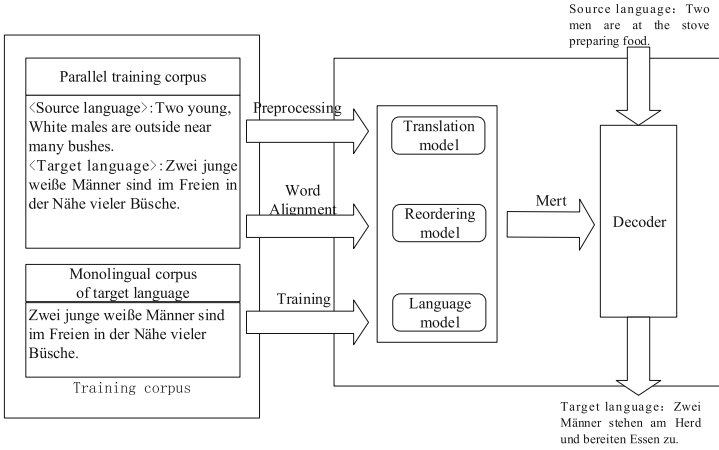 Source language: Two
men are at the stove
preparing food.
Parallel training corpus
<Source language>: Two young,
White males are outside near
many bushes.
<Target language>: Zwei junge
weiße Männer sind im Freien in
der Nähe vieler Büsche.
Monolingual corpus
of target language
Zwei junge weiße Männer sind
im Freien in der Nähe vieler
Büsche.
Training corpus
Preprocessing
Word
Alignment
Training
Translation
model
Reordering
model
Language
model
Mert
Decoder
Target language: Zwei
Männer stehen am Herd
und bereiten Essen zu.